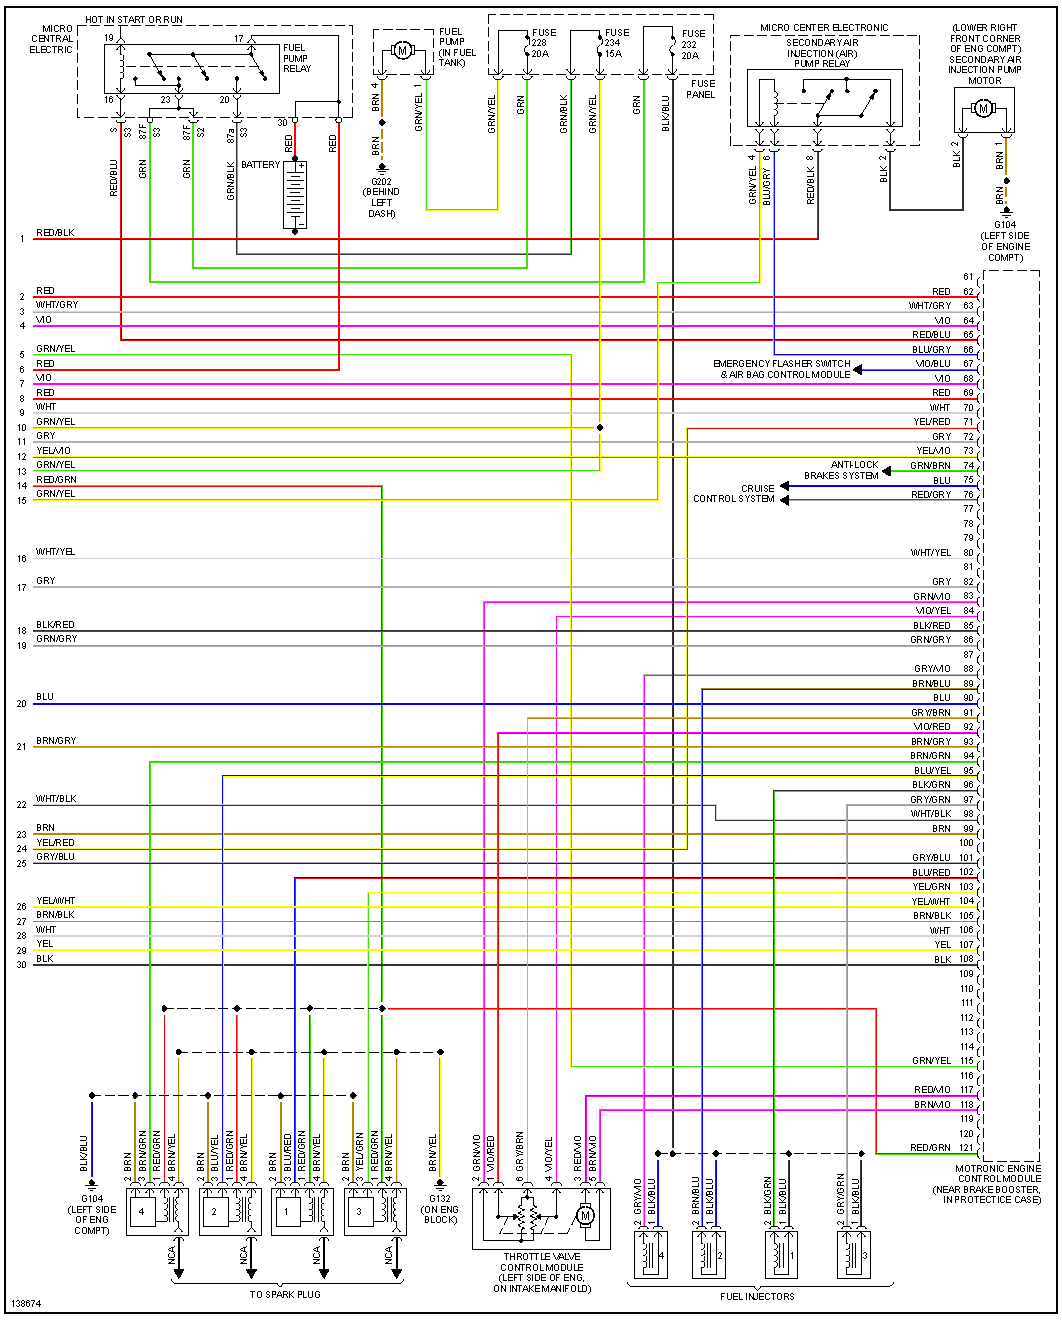 HOT IN START OR RUN
MICRO
CENTRAL
ELECTRIC
19
17
FUEL
PUMP
RELAY
16
23
20
S
S3
87F
S3
87F
S2
87a
S3
30
RED/BLU
GRN
GRN
GRN/BLK
RED
RED
BATTERY
+
−
FUEL
PUMP
(IN FUEL
TANK)
M
BRN 4
GRN/YEL 1
BRN
G202
(BEHIND
LEFT
DASH)
FUSE
228
20A
FUSE
234
15A
FUSE
232
20A
FUSE
PANEL
GRN/YEL
GRN
GRN/BLK
GRN/YEL
GRN
BLK/BLU
MICRO CENTER ELECTRONIC
SECONDARY AIR
INJECTION (AIR)
PUMP RELAY
GRN/YEL 4
BLU/GRY 6
RED/BLK 8
BLK 2
(LOWER RIGHT
FRONT CORNER
OF ENG COMPT)
SECONDARY AIR
INJECTION PUMP
MOTOR
M
BLK 2
BRN 1
BRN
G104
(LEFT SIDE
OF ENGINE
COMPT)
1 RED/BLK
2 RED
3 WHT/GRY
4 VIO
5 GRN/YEL
6 RED
7 VIO
8 RED
9 WHT
10 GRN/YEL
11 GRY
12 YEL/VIO
13 GRN/YEL
14 RED/GRN
15 GRN/YEL
16 WHT/YEL
17 GRY
18 BLK/RED
19 GRN/GRY
20 BLU
21 BRN/GRY
22 WHT/BLK
23 BRN
24 YEL/RED
25 GRY/BLU
26 YEL/WHT
27 BRN/BLK
28 WHT
29 YEL
30 BLK
61
RED 62
WHT/GRY 63
VIO 64
RED/BLU 65
BLU/GRY 66
EMERGENCY FLASHER SWITCH
& AIR BAG CONTROL MODULE
VIO/BLU 67
VIO 68
RED 69
WHT 70
YEL/RED 71
GRY 72
YEL/VIO 73
ANTI-LOCK
BRAKES SYSTEM
GRN/BRN 74
CRUISE
CONTROL SYSTEM
BLU 75
RED/GRY 76
77
78
79
WHT/YEL 80
81
GRY 82
GRN/VIO 83
VIO/YEL 84
BLK/RED 85
GRN/GRY 86
87
GRY/VIO 88
BRN/BLU 89
BLU 90
GRY/BRN 91
VIO/RED 92
BRN/GRY 93
BRN/GRN 94
BLU/YEL 95
BLK/GRN 96
GRY/GRN 97
WHT/BLK 98
BRN 99
100
GRY/BLU 101
BLU/RED 102
YEL/GRN 103
YEL/WHT 104
BRN/BLK 105
WHT 106
YEL 107
BLK 108
109
110
111
112
113
114
GRN/YEL 115
116
RED/VIO 117
BRN/VIO 118
119
120
RED/GRN 121
MOTRONIC ENGINE
CONTROL MODULE
(NEAR BRAKE BOOSTER,
IN PROTECTICE CASE)
BLK/BLU
G104
(LEFT SIDE
OF ENG
COMPT)
2 BRN
3 BRN/GRN
1 RED/GRN
4 BRN/YEL
4
2 BRN
3 BLU/YEL
1 RED/GRN
4 BRN/YEL
2
2 BRN
3 BLU/RED
1 RED/GRN
4 BRN/YEL
1
2 BRN
3 YEL/GRN
1 RED/GRN
4 BRN/YEL
3
NCA
NCA
NCA
NCA
TO SPARK PLUG
BRN/YEL
G132
(ON ENG
BLOCK)
2 GRN/VIO
1 VIO/RED
6 GRY/BRN
4 VIO/YEL
3 RED/VIO
5 BRN/VIO
M
THROTTLE VALVE
CONTROL MODULE
(LEFT SIDE OF ENG,
ON INTAKE MANIFOLD)
2 GRY/VIO
1 BLK/BLU
4
2 BRN/BLU
1 BLK/BLU
2
2 BLK/GRN
1 BLK/BLU
1
2 GRY/GRN
1 BLK/BLU
3
FUEL INJECTORS
138674